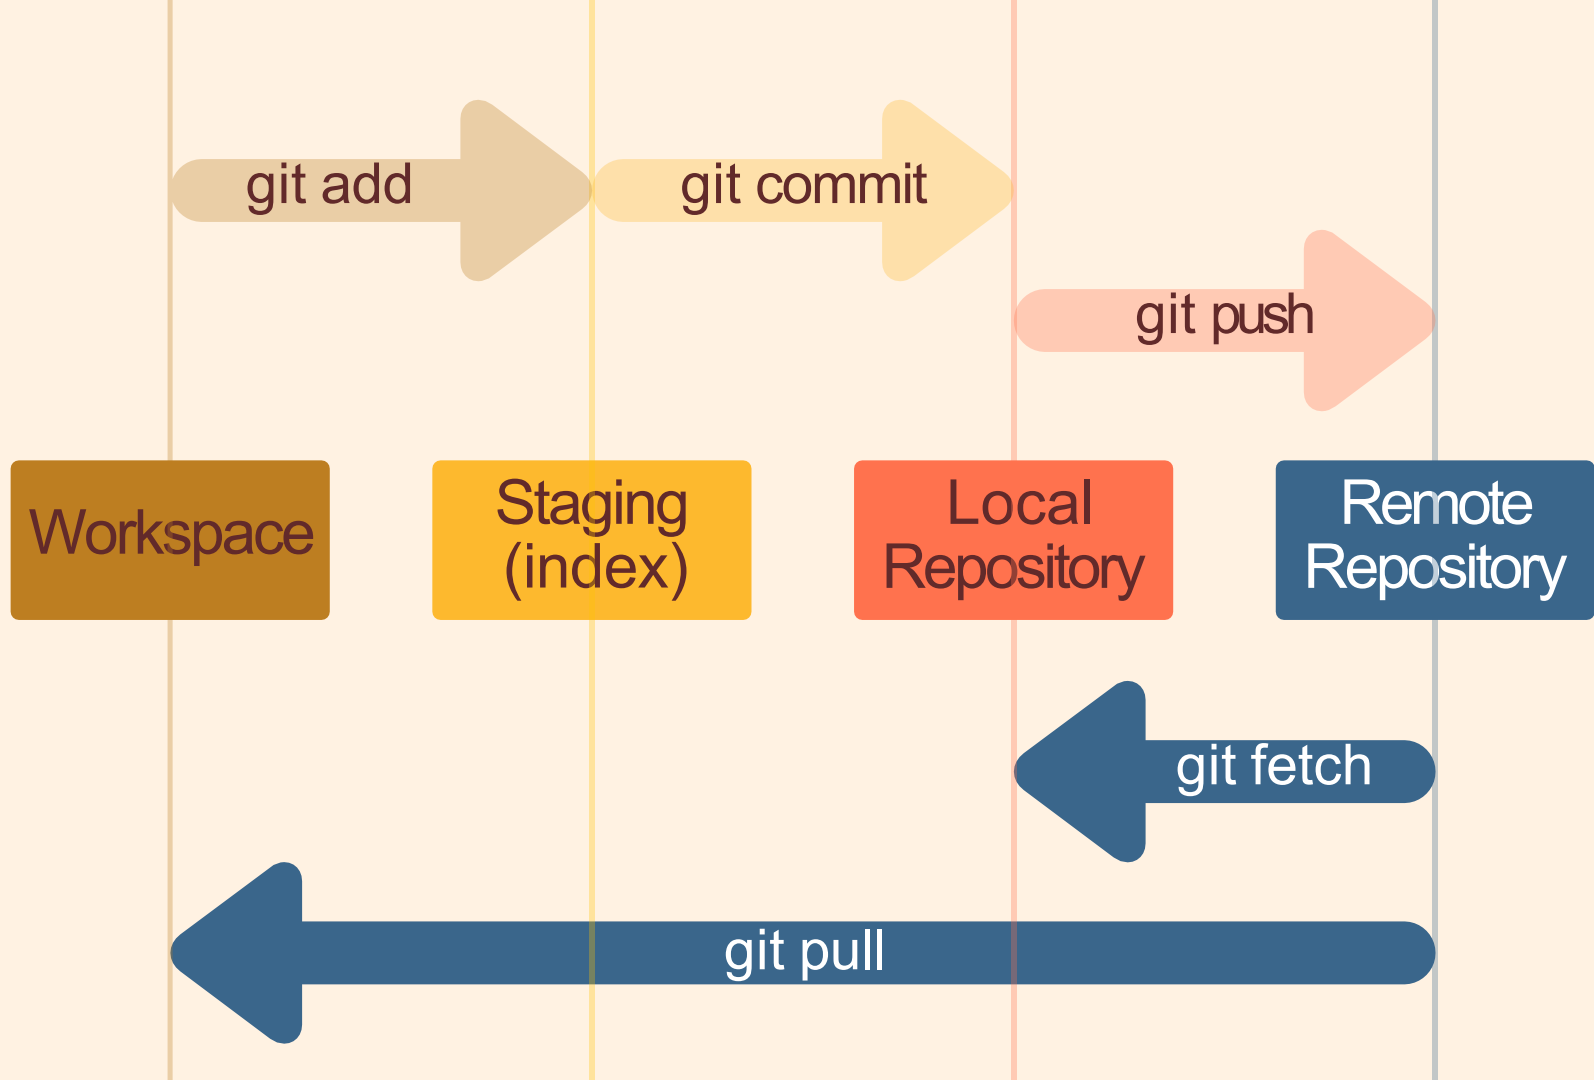 git add
git commit
git push
Workspace
Staging
(index)
Local
Repository
Remote
Repository
git fetch
git pull